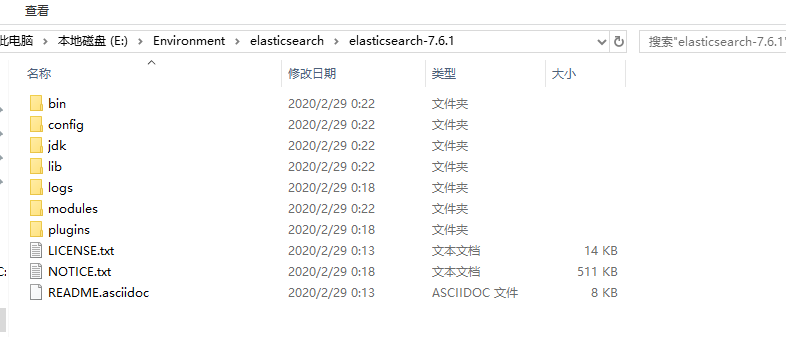 查看
此电脑 › 本地磁盘 (E:) › Environment › elasticsearch › elasticsearch-7.6.1
搜索"elasticsearch-7.6.1"
名称 修改日期 类型 大小
bin 2020/2/29 0:22 文件夹
config 2020/2/29 0:22 文件夹
jdk 2020/2/29 0:22 文件夹
lib 2020/2/29 0:22 文件夹
logs 2020/2/29 0:18 文件夹
modules 2020/2/29 0:22 文件夹
plugins 2020/2/29 0:18 文件夹
LICENSE.txt 2020/2/29 0:13 文本文档 14 KB
NOTICE.txt 2020/2/29 0:18 文本文档 511 KB
C:
README.asciidoc 2020/2/29 0:13 ASCIIDOC 文件 8 KB